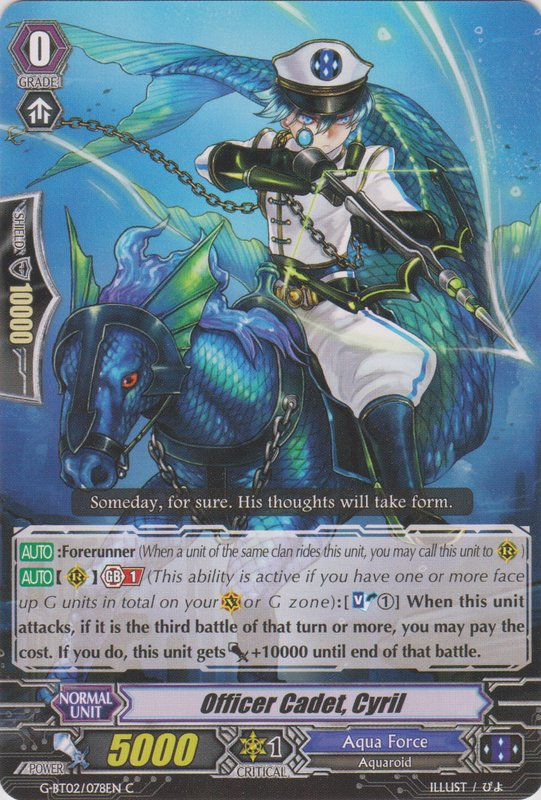 0
GRADE
SHIELD
10000
Someday, for sure. His thoughts will take form.
AUTO :Forerunner (When a unit of the same clan rides this unit, you may call this unit to R )
AUTO [ R ] GB 1 (This ability is active if you have one or more face
up G units in total on your V or G zone):[ V ① ] When this unit
attacks, if it is the third battle of that turn or more, you may pay the
cost. If you do, this unit gets +10000 until end of that battle.
NORMAL
UNIT
Officer Cadet, Cyril
POWER
5000
1
CRITICAL
Aqua Force
Aquaroid
G-BT02/078EN C
ILLUST / ぴよ